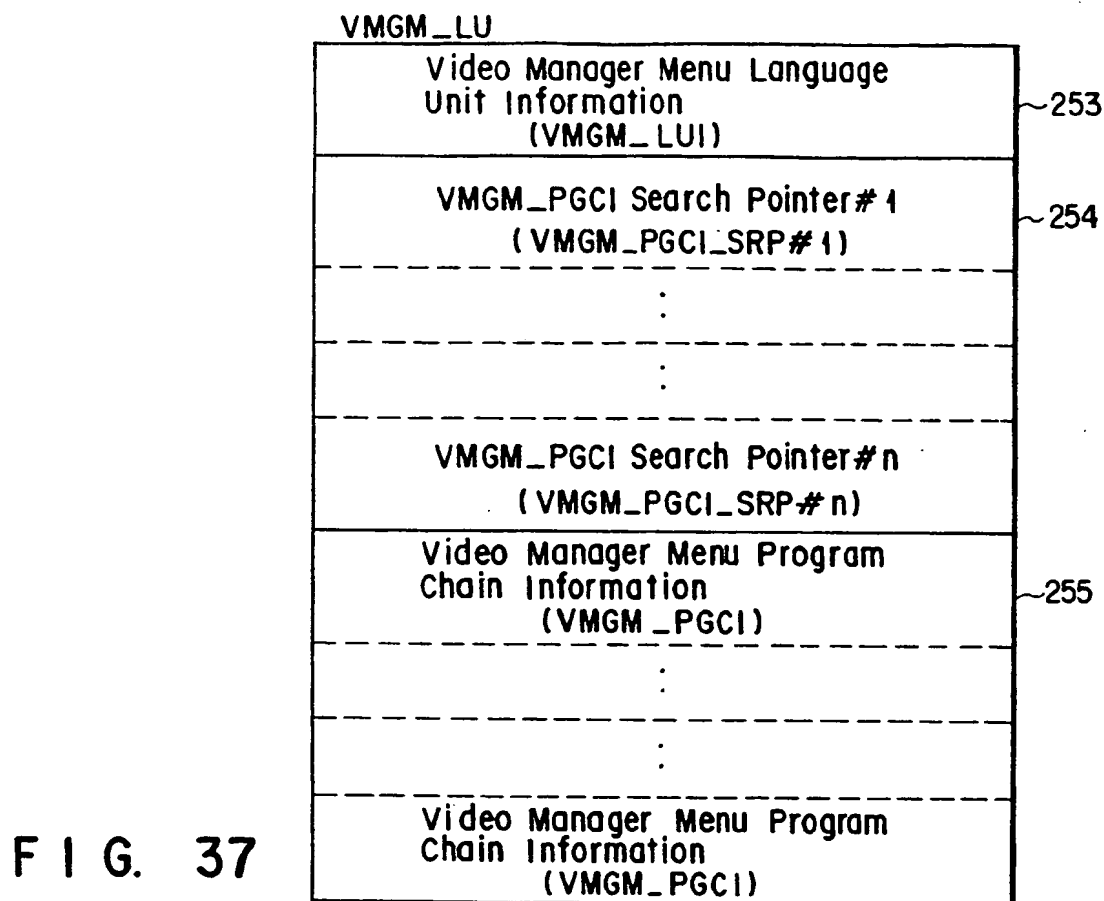 VMGM_LU
Video Manager Menu Language
Unit Information
(VMGM_LUI)
253
VMGM_PGCI Search Pointer#1
(VMGM_PGCI_SRP#1)
254
VMGM_PGCI Search Pointer#n
(VMGM_PGCI_SRP#n)
Video Manager Menu Program
Chain Information
(VMGM_PGCI)
255
Video Manager Menu Program
Chain Information
(VMGM_PGCI)
FIG. 37